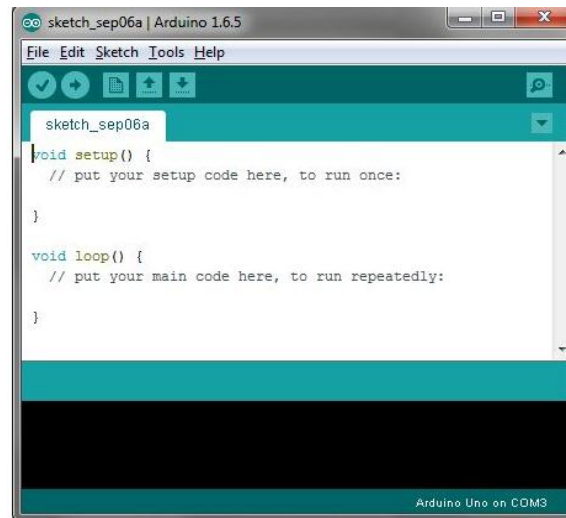 sketch_sep06a | Arduino 1.6.5
File Edit Sketch Tools Help
sketch_sep06a
void setup() {
  // put your setup code here, to run once:

}

void loop() {
  // put your main code here, to run repeatedly:

}
Arduino Uno on COM3